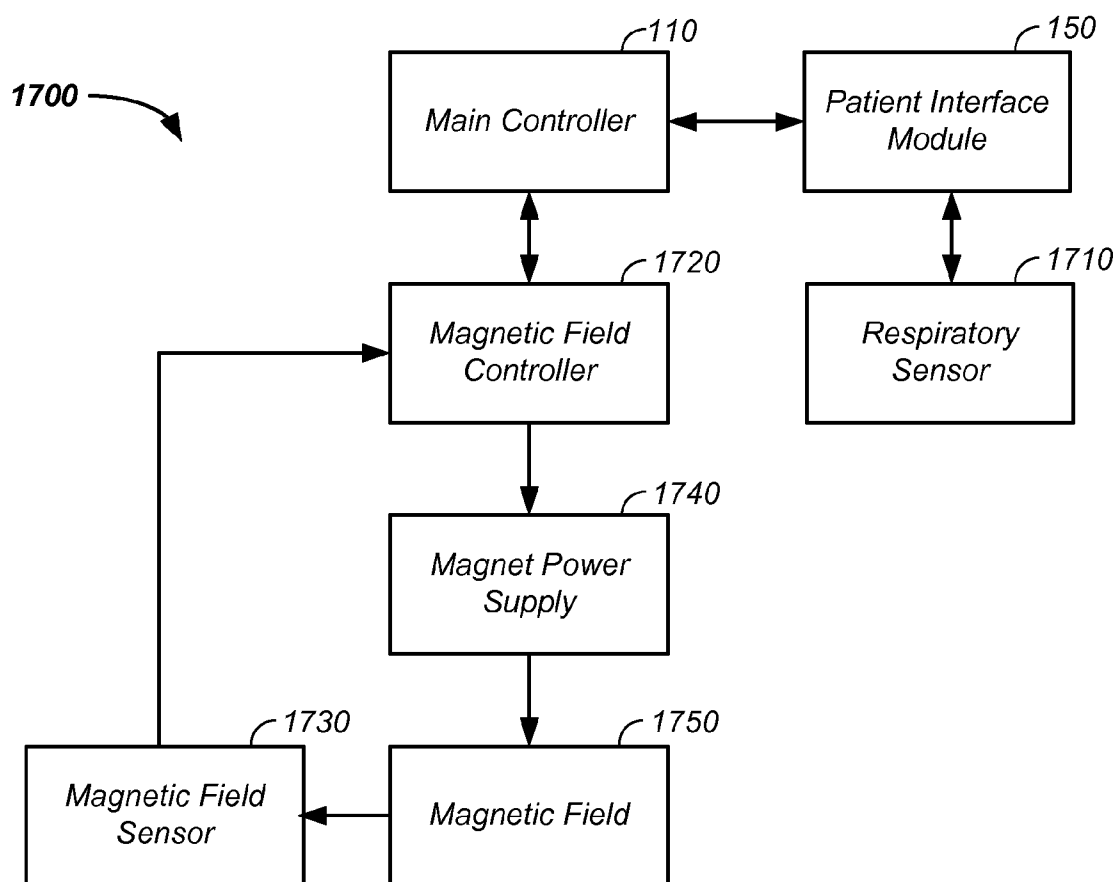 110
150
1700
Main Controller
Patient Interface
Module
1720
1710
Magnetic Field
Controller
Respiratory
Sensor
1740
Magnet Power
Supply
1730
1750
Magnetic Field
Sensor
Magnetic Field